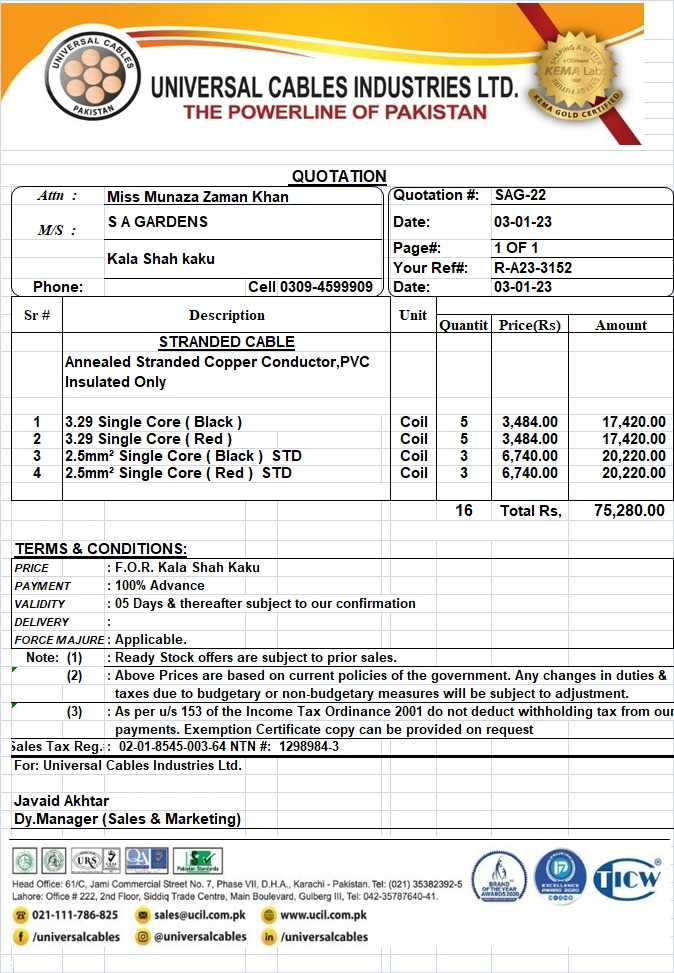 UNIVERSAL CABLES
PAKISTAN
UNIVERSAL CABLES INDUSTRIES LTD.
THE POWERLINE OF PAKISTAN
SHAPING A BETTER ENERGY FUTURE
KEMA Labs
KEMA GOLD CERTIFIED
QUOTATION
Attn : Miss Munaza Zaman Khan
M/S : S A GARDENS
Kala Shah kaku
Phone: Cell 0309-4599909
Quotation #: SAG-22
Date: 03-01-23
Page#: 1 OF 1
Your Ref#: R-A23-3152
Date: 03-01-23
Sr # Description Unit Quantit Price(Rs) Amount
STRANDED CABLE
Annealed Stranded Copper Conductor,PVC
Insulated Only
1 3.29 Single Core ( Black ) Coil 5 3,484.00 17,420.00
2 3.29 Single Core ( Red ) Coil 5 3,484.00 17,420.00
3 2.5mm² Single Core ( Black ) STD Coil 3 6,740.00 20,220.00
4 2.5mm² Single Core ( Red ) STD Coil 3 6,740.00 20,220.00
16 Total Rs, 75,280.00
TERMS & CONDITIONS:
PRICE : F.O.R. Kala Shah Kaku
PAYMENT : 100% Advance
VALIDITY : 05 Days & thereafter subject to our confirmation
DELIVERY :
FORCE MAJURE : Applicable.
Note: (1) : Ready Stock offers are subject to prior sales.
(2) : Above Prices are based on current policies of the government. Any changes in duties &
taxes due to budgetary or non-budgetary measures will be subject to adjustment.
(3) : As per u/s 153 of the Income Tax Ordinance 2001 do not deduct withholding tax from our
payments. Exemption Certificate copy can be provided on request
Sales Tax Reg. : 02-01-8545-003-64 NTN #: 1298984-3
For: Universal Cables Industries Ltd.
Javaid Akhtar
Dy.Manager (Sales & Marketing)
URS
QA
Pakistan Standards
Head Office: 61/C, Jami Commercial Street No. 7, Phase VII, D.H.A., Karachi - Pakistan. Tel: (021) 35382392-5
Lahore: Office # 222, 2nd Floor, Siddiq Trade Centre, Main Boulevard, Gulberg III, Tel: 042-35787640-41.
021-111-786-825 sales@ucil.com.pk www.ucil.com.pk
/universalcables @universalcables /universalcables
BRAND OF THE YEAR AWARDS 2020
EXCELLENCE AWARD 2020
TICW